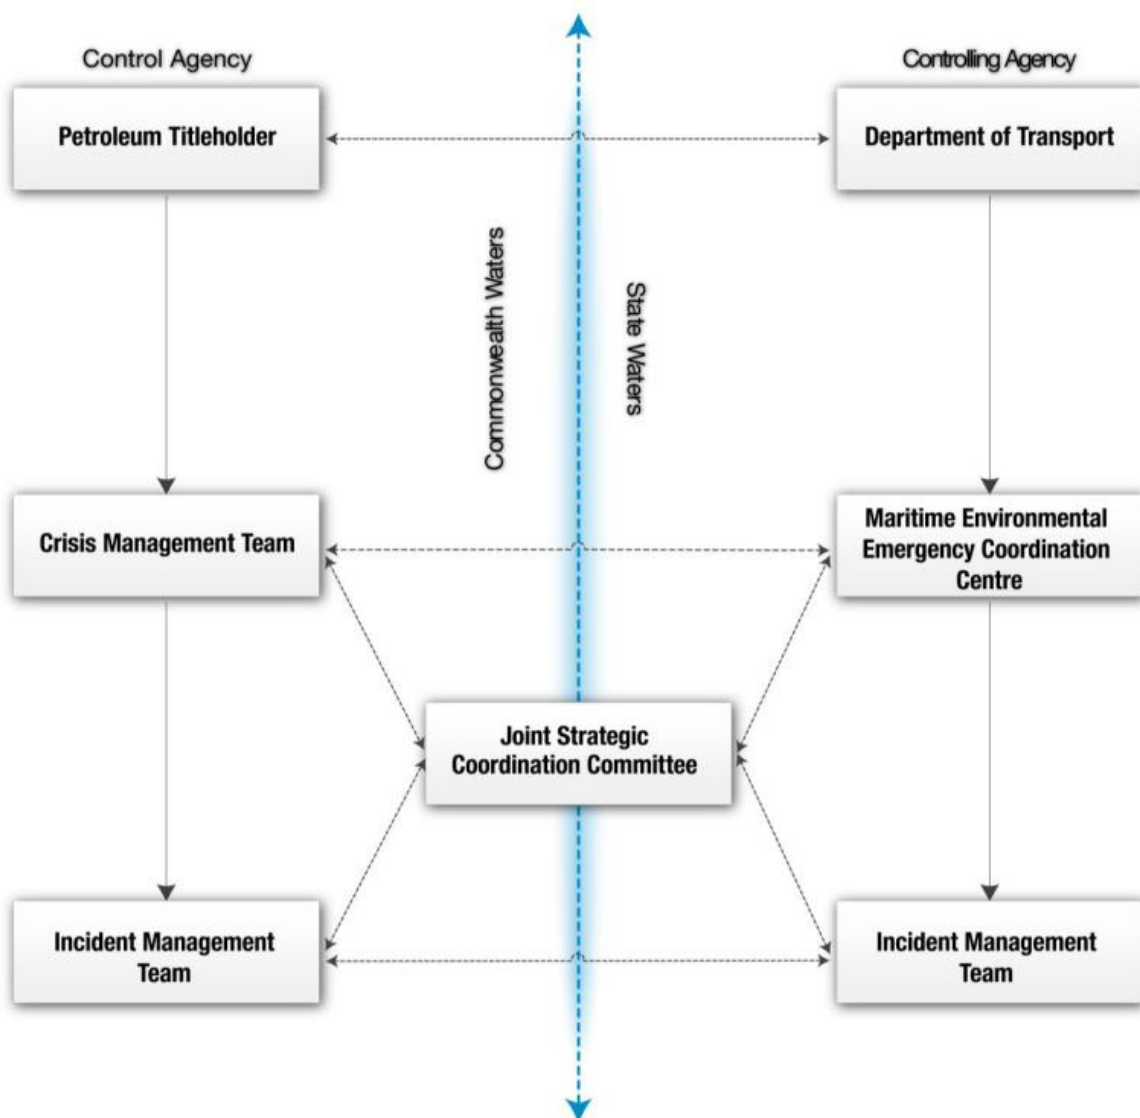 Control Agency
Controlling Agency
Petroleum Titleholder
Department of Transport
Commonwealth Waters
State Waters
Crisis Management Team
Maritime Environmental
Emergency Coordination
Centre
Joint Strategic
Coordination Committee
Incident Management
Team
Incident Management
Team